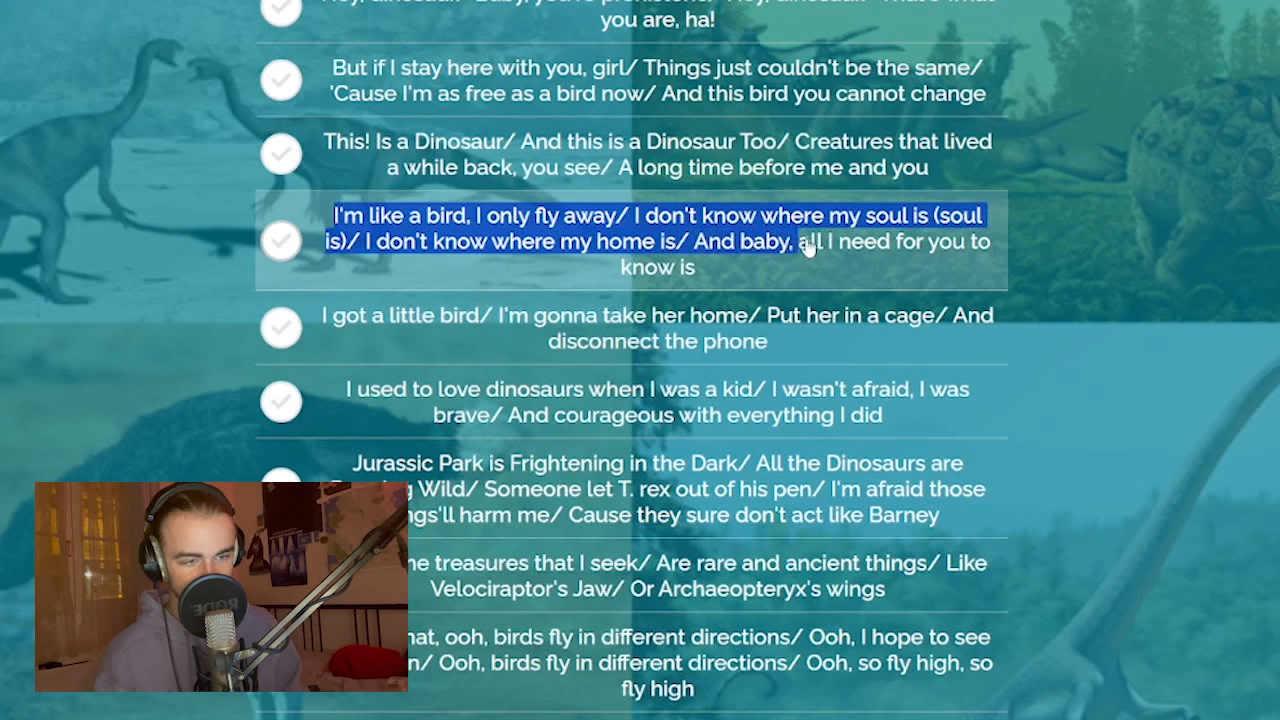 you are, ha!
But if I stay here with you, girl/ Things just couldn't be the same/
'Cause I'm as free as a bird now/ And this bird you cannot change
This! Is a Dinosaur/ And this is a Dinosaur Too/ Creatures that lived
a while back, you see/ A long time before me and you
I'm like a bird, I only fly away/ I don't know where my soul is (soul
is)/ I don't know where my home is/ And baby, all I need for you to
know is
I got a little bird/ I'm gonna take her home/ Put her in a cage/ And
disconnect the phone
I used to love dinosaurs when I was a kid/ I wasn't afraid, I was
brave/ And courageous with everything I did
Jurassic Park is Frightening in the Dark/ All the Dinosaurs are
Wild/ Someone let T. rex out of his pen/ I'm afraid those
harm me/ Cause they sure don't act like Barney
treasures that I seek/ Are rare and ancient things/ Like
Velociraptor's Jaw/ Or Archaeopteryx's wings
ooh, birds fly in different directions/ Ooh, I hope to see
Ooh, birds fly in different directions/ Ooh, so fly high, so
fly high
RODE